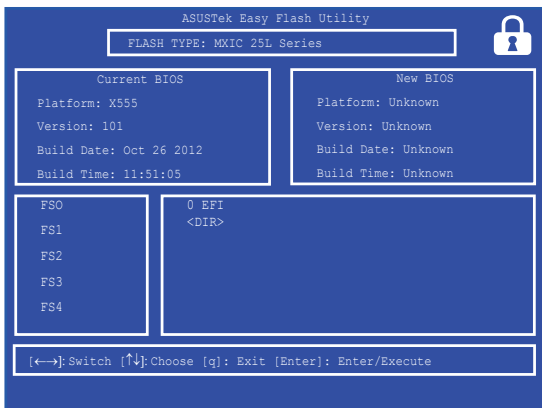 ASUSTek Easy Flash Utility
FLASH TYPE: MXIC 25L Series
Current BIOS
Platform: X555
Version: 101
Build Date: Oct 26 2012
Build Time: 11:51:05
New BIOS
Platform: Unknown
Version: Unknown
Build Date: Unknown
Build Time: Unknown
FSO
FS1
FS2
FS3
FS4
0 EFI
<DIR>
[←→]: Switch [↑↓]: Choose [q]: Exit [Enter]: Enter/Execute